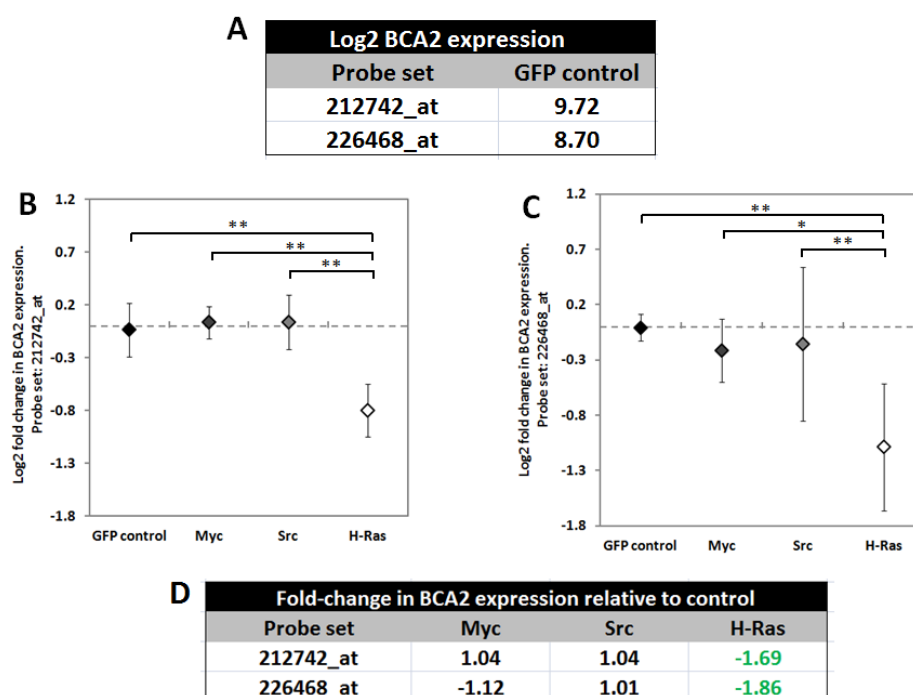 A
Log2 BCA2 expression
Probe set GFP control
212742_at 9.72
226468_at 8.70
B
Log2 fold change in BCA2 expression.
Probe set: 212742_at
1.2
0.7
0.2
-0.3
-0.8
-1.3
-1.8
**
**
**
GFP control Myc Src H-Ras
C
Log2 fold change in BCA2 expression.
Probe set: 226468_at
1.2
0.7
0.2
-0.3
-0.8
-1.3
-1.8
**
*
**
GFP control Myc Src H-Ras
D
Fold-change in BCA2 expression relative to control
Probe set Myc Src H-Ras
212742_at 1.04 1.04 -1.69
226468_at -1.12 1.01 -1.86